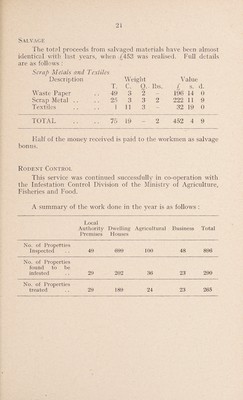 21
SALVAGE
The total proceeds from salvaged materials have been almost
identical with last years, when £453 was realised. Full details
are as follows :
Scrap Metals and Textiles
Description Weight Value
T. C. Q. lbs. £ s. d.
Waste Paper .. 49 3 2 - 196 14 0
Scrap Metal .. .. 25 3 3 2 222 11 9
Textiles .. .. 1 11 3 - 32 19 0
TOTAL .. .. 75 19 - 2 452 4 9
Half of the money received is paid to the workmen as salvage
bonus.
RODENT CONTROL
This service was continued successfully in co-operation with
the Infestation Control Division of the Ministry of Agriculture,
Fisheries and Food.
A summary of the work done in the year is as follows :
Local
Authority Dwelling Agricultural Business Total
Premises Houses
No. of Properties
Inspected 49 699 100 48 896
No. of Properties
found to be
infested .. 29 202 36 23 290
No. of Properties
treated .. 29 189 24 23 265